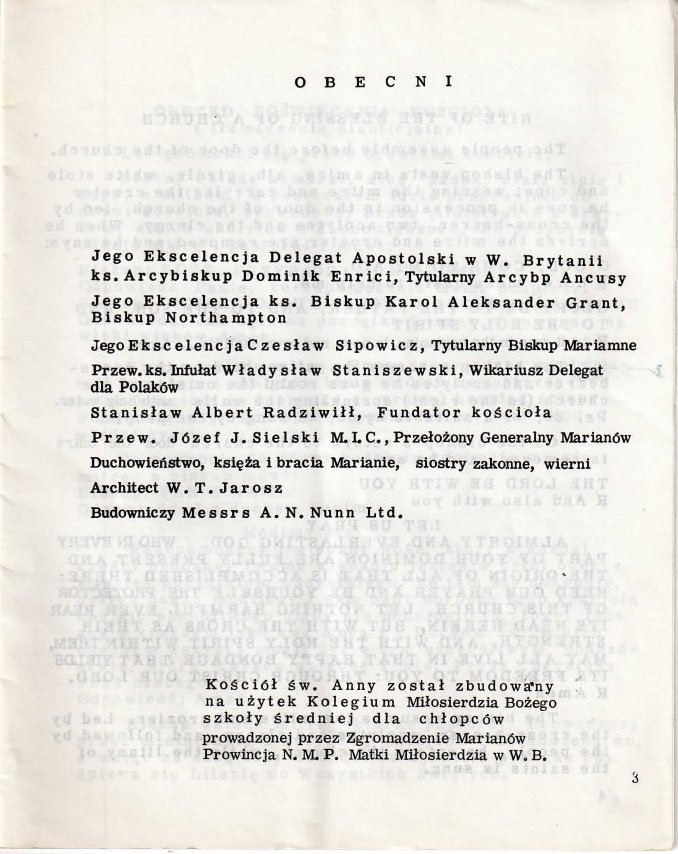 O B E C N I
Jego Ekscelencja Delegat Apostolski w W. Brytanii
ks. Arcybiskup Dominik Enrici, Tytularny Arcybp Ancusy
Jego Ekscelencja ks. Biskup Karol Aleksander Grant,
Biskup Northampton
Jego Ekscelencja Czesław Sipowicz, Tytularny Biskup Mariamne
Przew. ks. Infułat Władysław Staniszewski, Wikariusz Delegat
dla Polaków
Stanisław Albert Radziwiłł, Fundator kościoła
Przew. Józef J. Sielski M.I.C., Przełożony Generalny Marianów
Duchowieństwo, księża i bracia Marianie, siostry zakonne, wierni
Architect W. T. Jarosz
Budowniczy Messrs A. N. Nunn Ltd.
Kościół św. Anny został zbudowany
na użytek Kolegium Miłosierdzia Bożego
szkoły średniej dla chłopców
prowadzonej przez Zgromadzenie Marianów
Prowincja N. M. P. Matki Miłosierdzia w W. B.
3